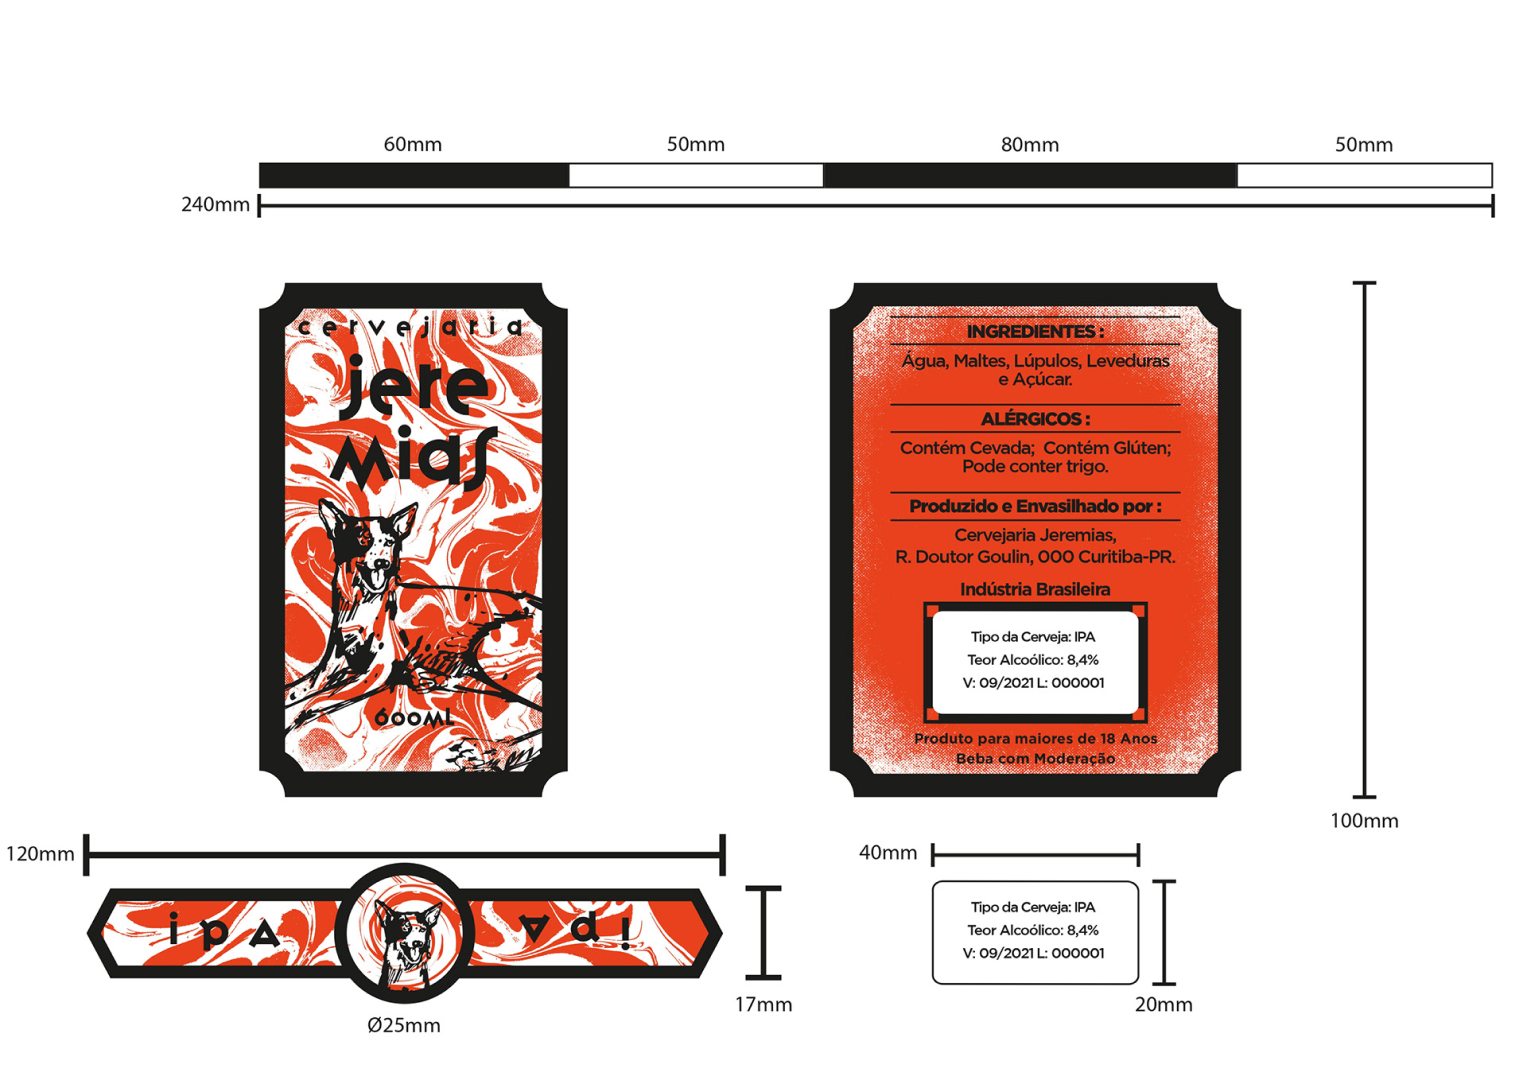 60mm
50mm
80mm
50mm
240mm
cervejaria
jere
mias
600ML
INGREDIENTES :
Água, Maltes, Lúpulos, Leveduras
e Açúcar.
ALÉRGICOS :
Contém Cevada; Contém Glúten;
Pode conter trigo.
Produzido e Envasilhado por :
Cervejaria Jeremias,
R. Doutor Goulin, 000 Curitiba-PR.
Indústria Brasileira
Tipo da Cerveja: IPA
Teor Alcoólico: 8,4%
V: 09/2021 L: 000001
Produto para maiores de 18 Anos
Beba com Moderação
100mm
120mm
ipa
ipa
Ø25mm
17mm
40mm
Tipo da Cerveja: IPA
Teor Alcoólico: 8,4%
V: 09/2021 L: 000001
20mm